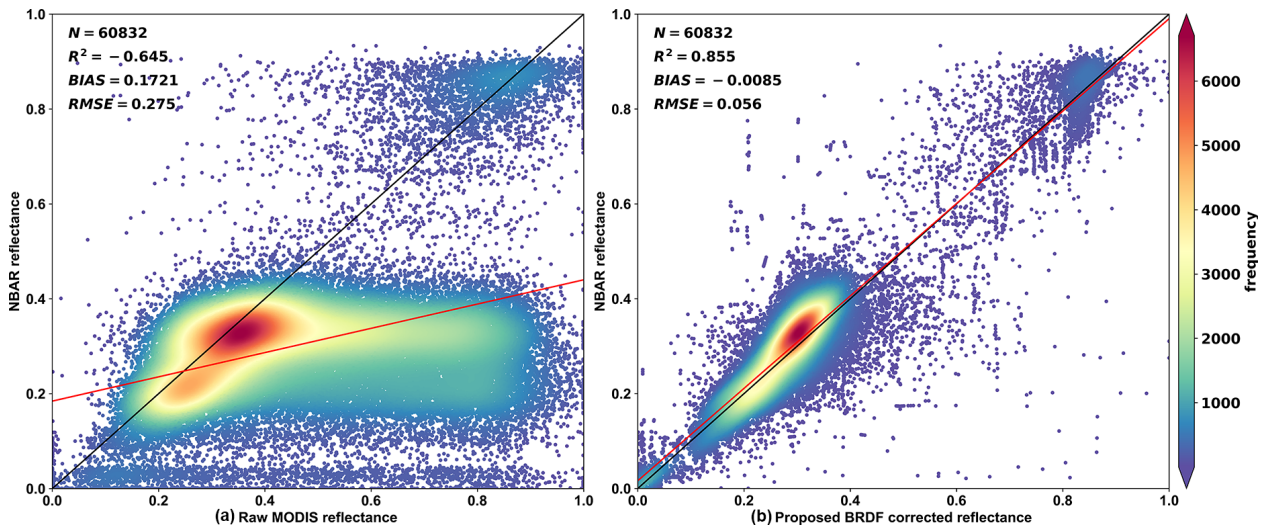 1.0
0.8
0.6
0.4
0.2
0.0
NBAR reflectance
N = 60832
R² = −0.645
BIAS = 0.1721
RMSE = 0.275
0.0 0.2 0.4 0.6 0.8 1.0
(a) Raw MODIS reflectance
1.0
0.8
0.6
0.4
0.2
0.0
NBAR reflectance
N = 60832
R² = 0.855
BIAS = −0.0085
RMSE = 0.056
0.0 0.2 0.4 0.6 0.8 1.0
(b) Proposed BRDF corrected reflectance
6000
5000
4000
3000
2000
1000
frequency